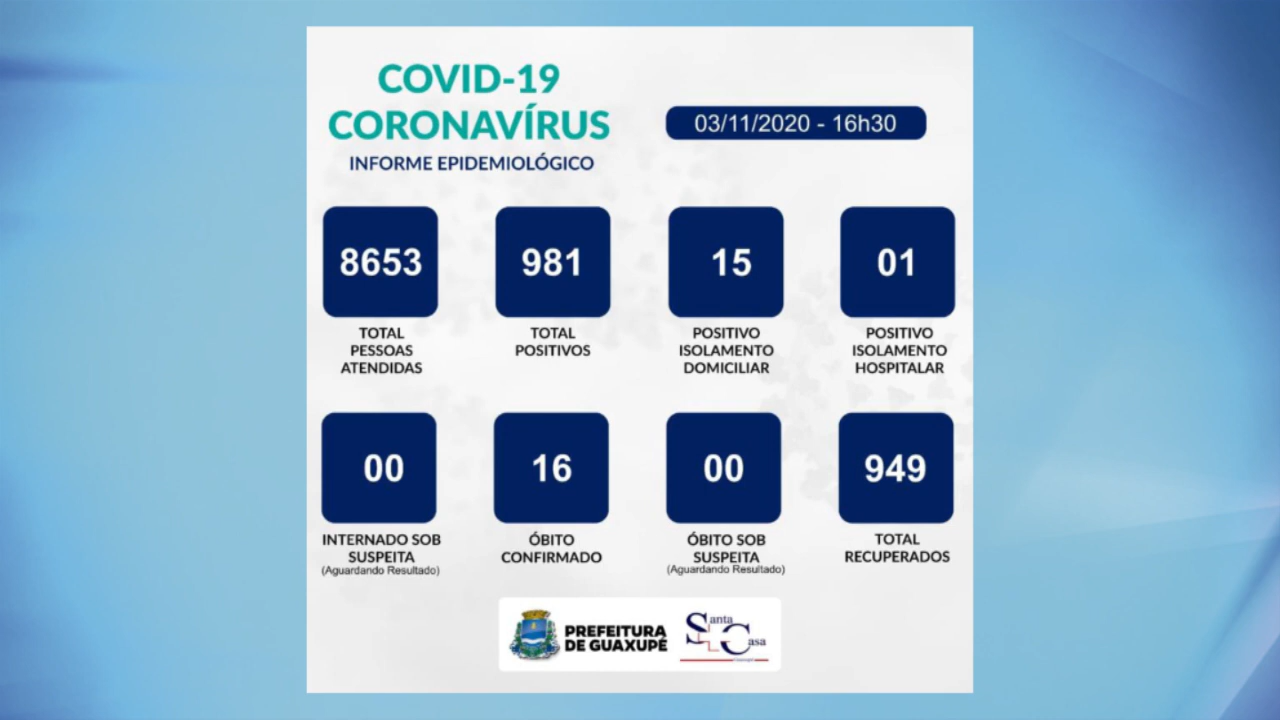 COVID-19
CORONAVÍRUS
INFORME EPIDEMIOLÓGICO
03/11/2020 - 16h30
8653
TOTAL
PESSOAS
ATENDIDAS
981
TOTAL
POSITIVOS
15
POSITIVO
ISOLAMENTO
DOMICILIAR
01
POSITIVO
ISOLAMENTO
HOSPITALAR
00
INTERNADO SOB
SUSPEITA
(Aguardando Resultado)
16
ÓBITO
CONFIRMADO
00
ÓBITO SOB
SUSPEITA
(Aguardando Resultado)
949
TOTAL
RECUPERADOS
PREFEITURA
DE GUAXUPÉ
Santa
Casa